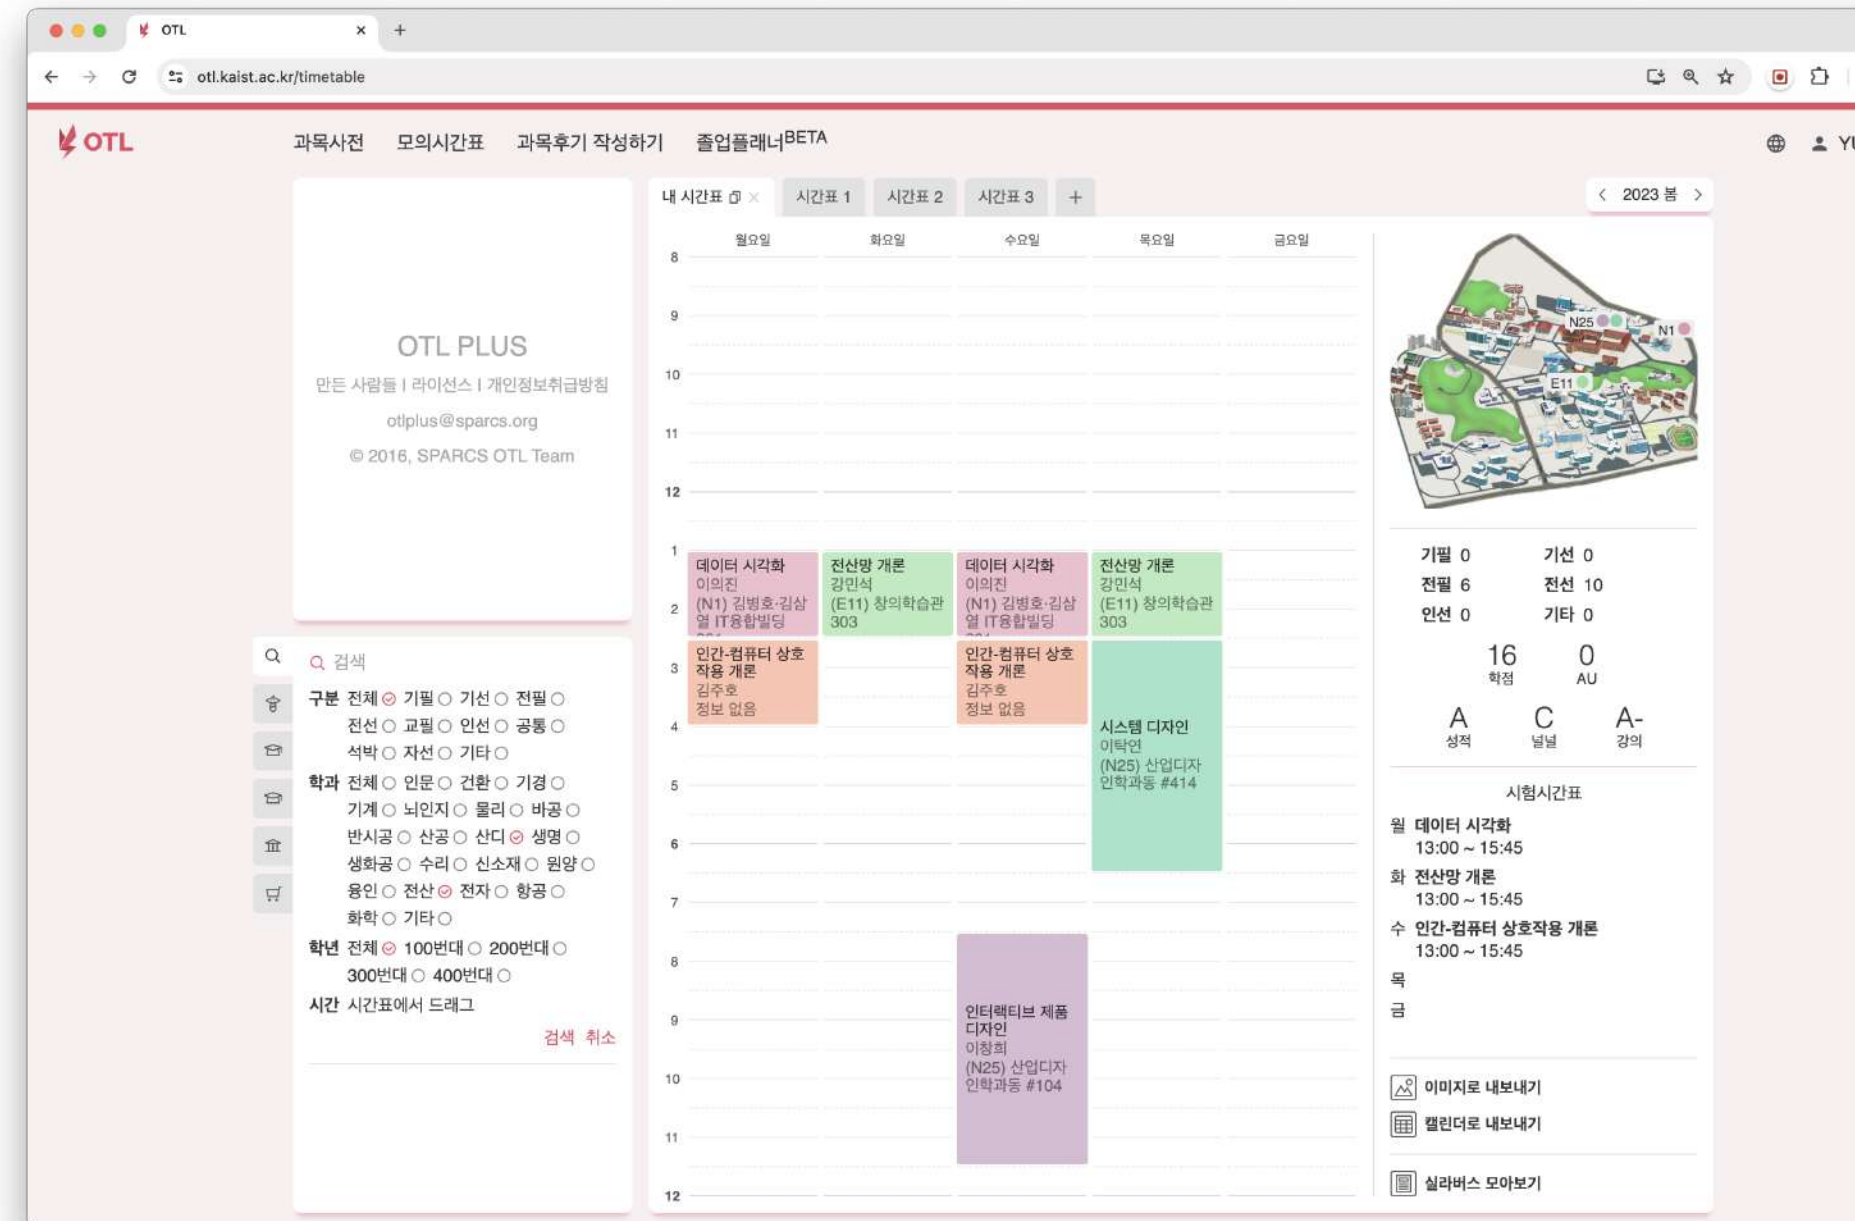 OTL
otl.kaist.ac.kr/timetable
OTL
과목사전 모의시간표 과목후기 작성하기 졸업플래너BETA
OTL PLUS
만든 사람들 | 라이선스 | 개인정보취급방침
otlplus@sparcs.org
© 2016, SPARCS OTL Team
검색
구분 전체 기필 기선 전필
전선 교필 인선 공통
석박 자선 기타
학과 전체 인문 건환 기경
기계 뇌인지 물리 바공
반시공 산공 산디 생명
생화공 수리 신소재 원양
융인 전산 전자 항공
화학 기타
학년 전체 100번대 200번대
300번대 400번대
시간 시간표에서 드래그
검색 취소
내 시간표 시간표 1 시간표 2 시간표 3 +
2023 봄
월요일 화요일 수요일 목요일 금요일
8
9
10
11
12
1
2
3
4
5
6
7
8
9
10
11
12
데이터 시각화
이의진
(N1) 김병호·김삼
열 IT융합빌딩
인간-컴퓨터 상호
작용 개론
김주호
정보 없음
전산망 개론
강민석
(E11) 창의학습관
303
데이터 시각화
이의진
(N1) 김병호·김삼
열 IT융합빌딩
인간-컴퓨터 상호
작용 개론
김주호
정보 없음
인터랙티브 제품
디자인
이창희
(N25) 산업디자
인학과동 #104
전산망 개론
강민석
(E11) 창의학습관
303
시스템 디자인
이탁연
(N25) 산업디자
인학과동 #414
N25
N1
E11
기필 0 기선 0
전필 6 전선 10
인선 0 기타 0
16 0
학점 AU
A C A-
성적 널널 강의
시험시간표
월 데이터 시각화
13:00 ~ 15:45
화 전산망 개론
13:00 ~ 15:45
수 인간-컴퓨터 상호작용 개론
13:00 ~ 15:45
목
금
이미지로 내보내기
캘린더로 내보내기
실라버스 모아보기